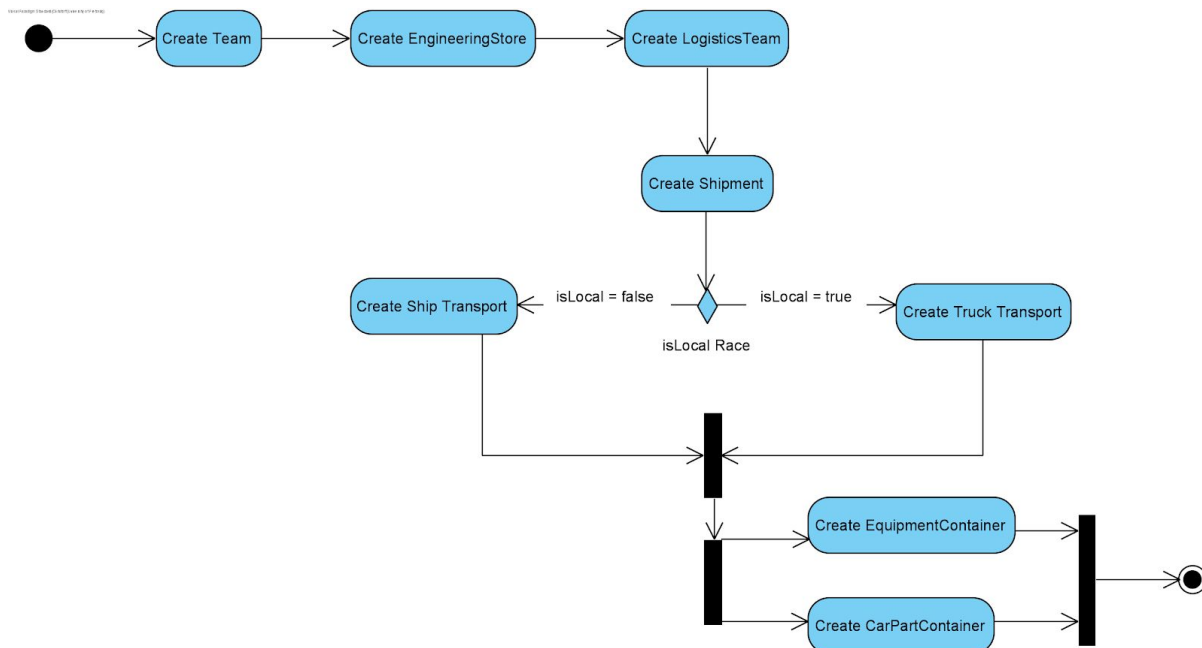 Create Team
Create EngineeringStore
Create LogisticsTeam
Create Shipment
Create Ship Transport
isLocal = false
isLocal = true
Create Truck Transport
isLocal Race
Create EquipmentContainer
Create CarPartContainer